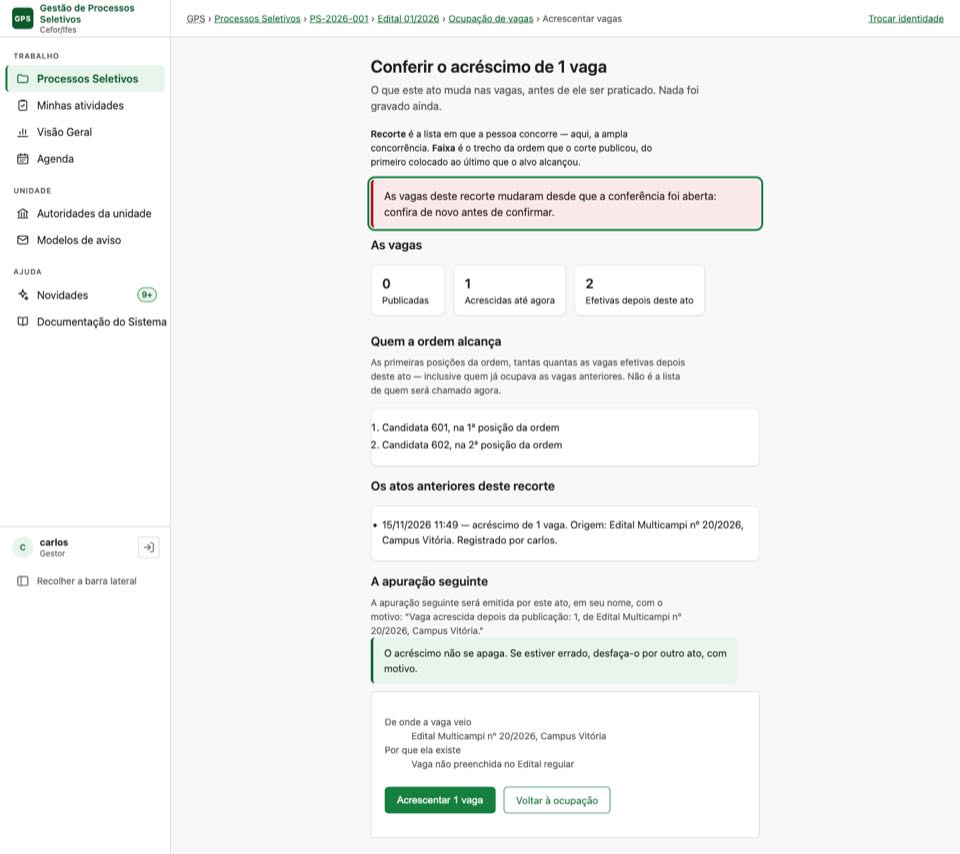 GPS
Gestão de Processos
Seletivos
Cefor/Ifes
GPS › Processos Seletivos › PS-2026-001 › Edital 01/2026 › Ocupação de vagas › Acrescentar vagas
Trocar identidade
TRABALHO
Processos Seletivos
Minhas atividades
Visão Geral
Agenda
UNIDADE
Autoridades da unidade
Modelos de aviso
AJUDA
Novidades 9+
Documentação do Sistema
C
carlos
Gestor
Recolher a barra lateral
Conferir o acréscimo de 1 vaga
O que este ato muda nas vagas, antes de ele ser praticado. Nada foi
gravado ainda.
Recorte é a lista em que a pessoa concorre — aqui, a ampla
concorrência. Faixa é o trecho da ordem que o corte publicou, do
primeiro colocado ao último que o alvo alcançou.
As vagas deste recorte mudaram desde que a conferência foi aberta:
confira de novo antes de confirmar.
As vagas
0
Publicadas
1
Acrescidas até agora
2
Efetivas depois deste ato
Quem a ordem alcança
As primeiras posições da ordem, tantas quantas as vagas efetivas depois
deste ato — inclusive quem já ocupava as vagas anteriores. Não é a lista
de quem será chamado agora.
1. Candidata 601, na 1ª posição da ordem
2. Candidata 602, na 2ª posição da ordem
Os atos anteriores deste recorte
• 15/11/2026 11:49 — acréscimo de 1 vaga. Origem: Edital Multicampi nº 20/2026,
Campus Vitória. Registrado por carlos.
A apuração seguinte
A apuração seguinte será emitida por este ato, em seu nome, com o
motivo: "Vaga acrescida depois da publicação: 1, de Edital Multicampi nº
20/2026, Campus Vitória."
O acréscimo não se apaga. Se estiver errado, desfaça-o por outro ato, com
motivo.
De onde a vaga veio
Edital Multicampi nº 20/2026, Campus Vitória
Por que ela existe
Vaga não preenchida no Edital regular
Acrescentar 1 vaga
Voltar à ocupação